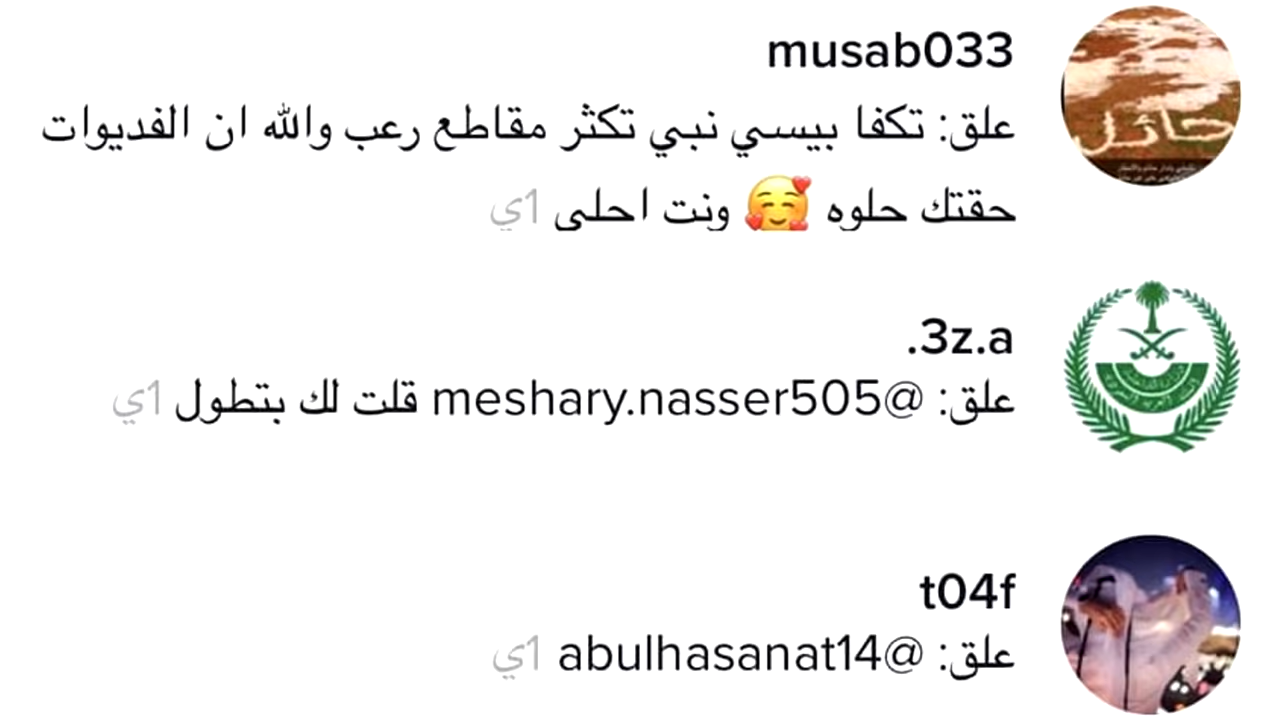 musab033
علق: تكفا بيسي نبي تكثر مقاطع رعب والله ان الفديوات
حقتك حلوه 🥰 ونت احلى 1ي
حائل
.3z.a
علق: @meshary.nasser505 قلت لك بتطول 1ي
t04f
علق: @abulhasanat14 1ي